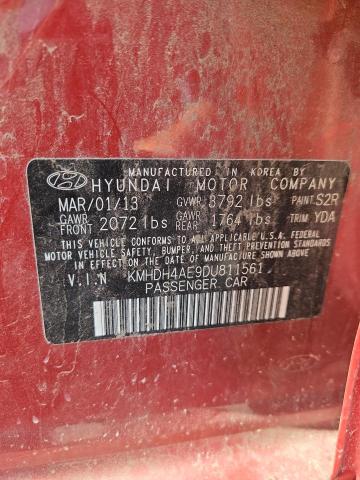 MANUFACTURED IN KOREA BY
HYUNDAI MOTOR COMPANY
MAR/01/13 GVWR 3792 lbs PAINT S2R
GAWR FRONT 2072 lbs GAWR REAR 1764 lbs TRIM YDA
THIS VEHICLE CONFORMS TO ALL APPLICABLE U.S.A. FEDERAL
MOTOR VEHICLE SAFETY, BUMPER, AND THEFT PREVENTION STANDARDS
IN EFFECT ON THE DATE OF MANUFACTURE SHOWN ABOVE.
V.I.N KMHDH4AE9DU811561
PASSENGER CAR